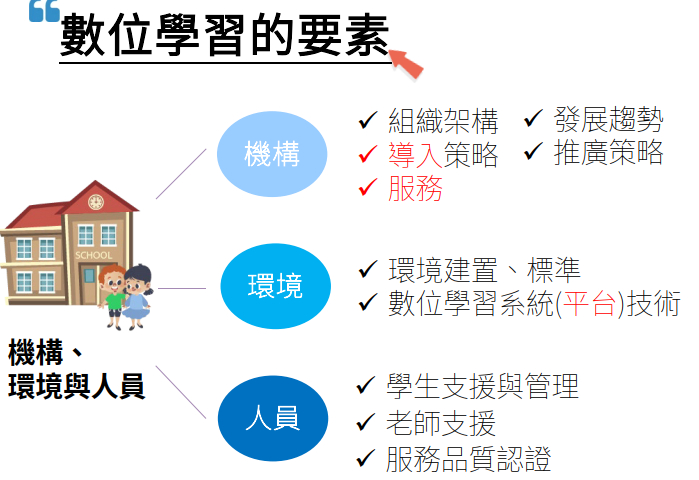 數位學習的要素
機構
組織架構
導入策略
服務
發展趨勢
推廣策略
SCHOOL
環境
環境建置、標準
數位學習系統(平台)技術
機構、
環境與人員
人員
學生支援與管理
老師支援
服務品質認證